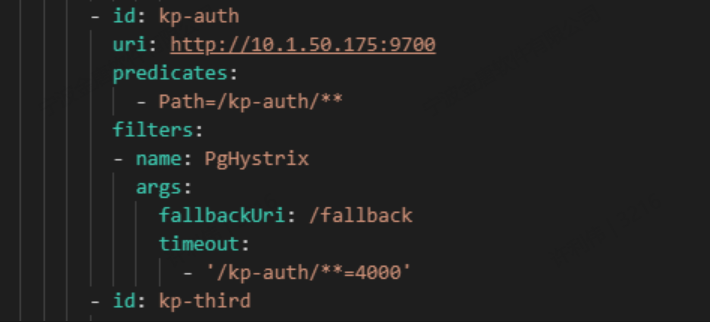 - id: kp-auth
uri: http://10.1.50.175:9700
predicates:
- Path=/kp-auth/**
filters:
- name: PgHystrix
args:
fallbackUri: /fallback
timeout:
- '/kp-auth/**=4000'
- id: kp-third